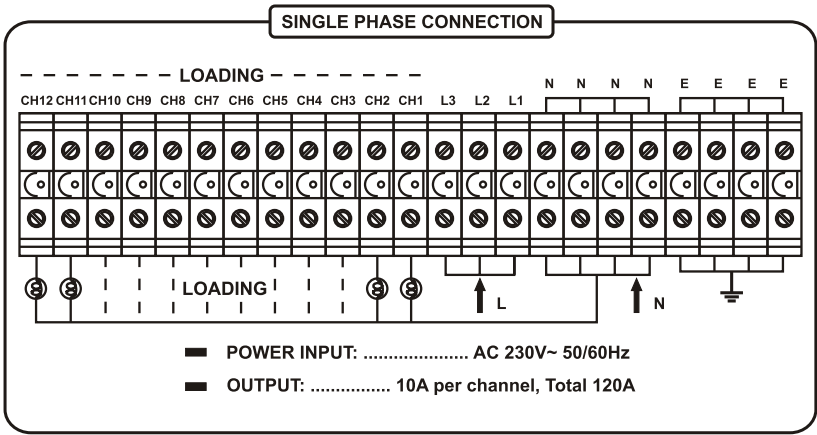 SINGLE PHASE CONNECTION
LOADING
CH12 CH11 CH10 CH9 CH8 CH7 CH6 CH5 CH4 CH3 CH2 CH1 L3 L2 L1 N N N N E E E E
LOADING
L N
POWER INPUT: ..................... AC 230V~ 50/60Hz
OUTPUT: ................ 10A per channel, Total 120A